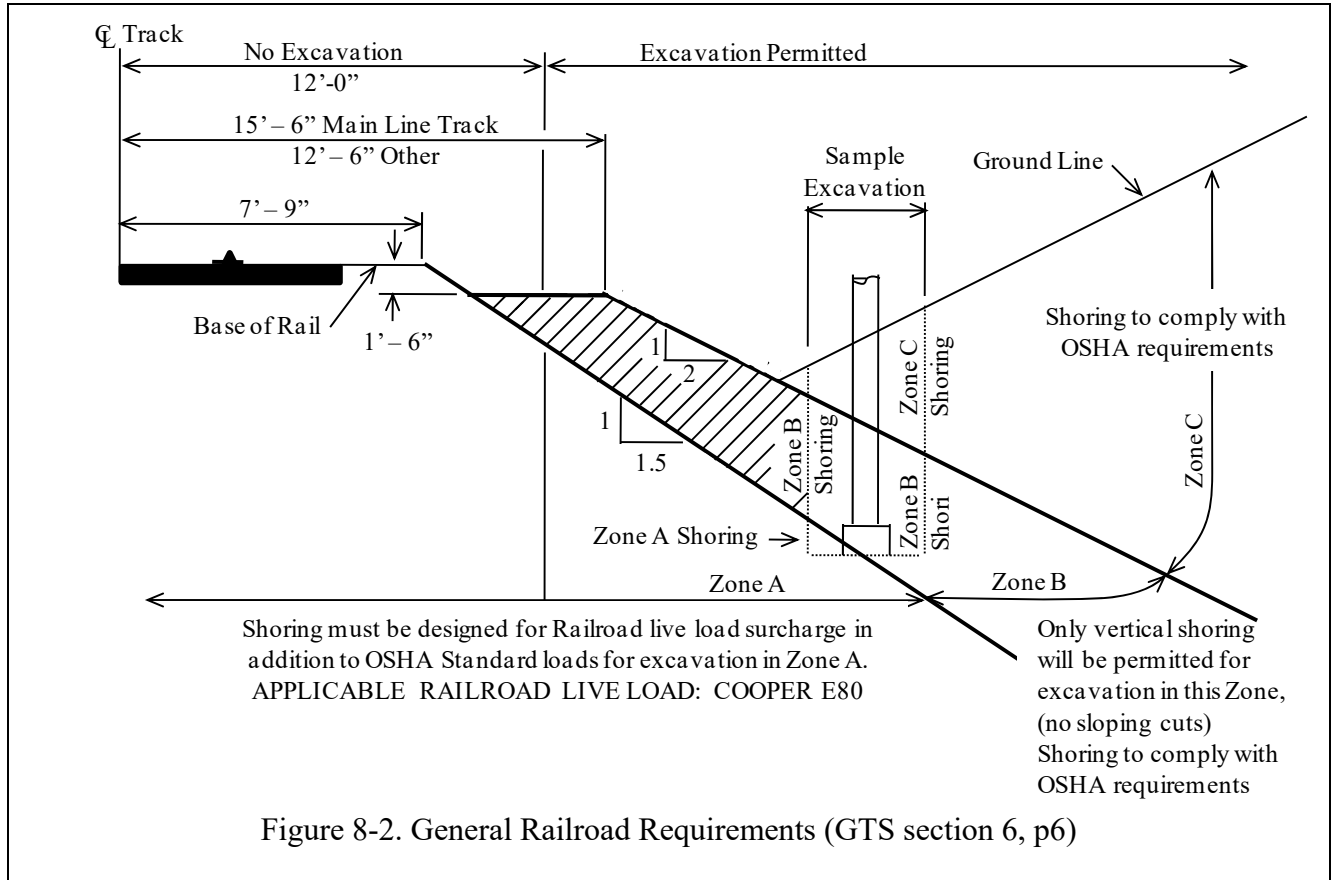 ℄ Track
No Excavation
12’-0”
Excavation Permitted
15’ – 6” Main Line Track
12’ – 6” Other
7’ – 9”
Sample
Excavation
Ground Line
Base of Rail
1’ – 6”
1
2
1
1.5
Zone B
Shoring
Zone C
Shoring
Zone B
Shori
Zone A Shoring
Shoring to comply with
OSHA requirements
Zone C
Zone A
Zone B
Shoring must be designed for Railroad live load surcharge in
addition to OSHA Standard loads for excavation in Zone A.
APPLICABLE RAILROAD LIVE LOAD: COOPER E80
Only vertical shoring
will be permitted for
excavation in this Zone,
(no sloping cuts)
Shoring to comply with
OSHA requirements
Figure 8-2. General Railroad Requirements (GTS section 6, p6)